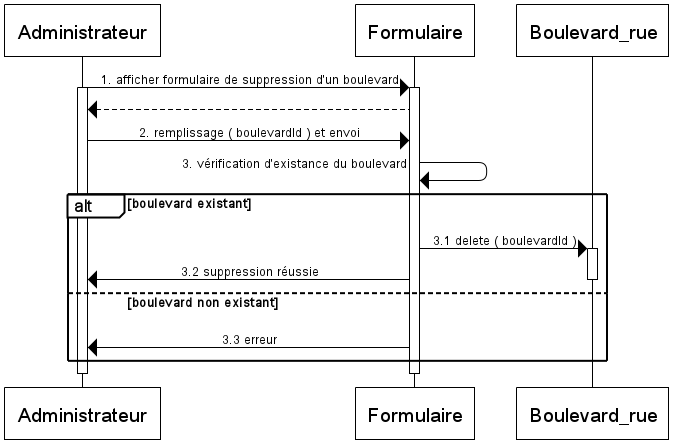 Administrateur
Formulaire
Boulevard_rue
1. afficher formulaire de suppression d'un boulevard
2. remplissage ( boulevardId ) et envoi
3. vérification d'existance du boulevard
alt
[boulevard existant]
3.1 delete ( boulevardId )
3.2 suppression réussie
[boulevard non existant]
3.3 erreur
Administrateur
Formulaire
Boulevard_rue